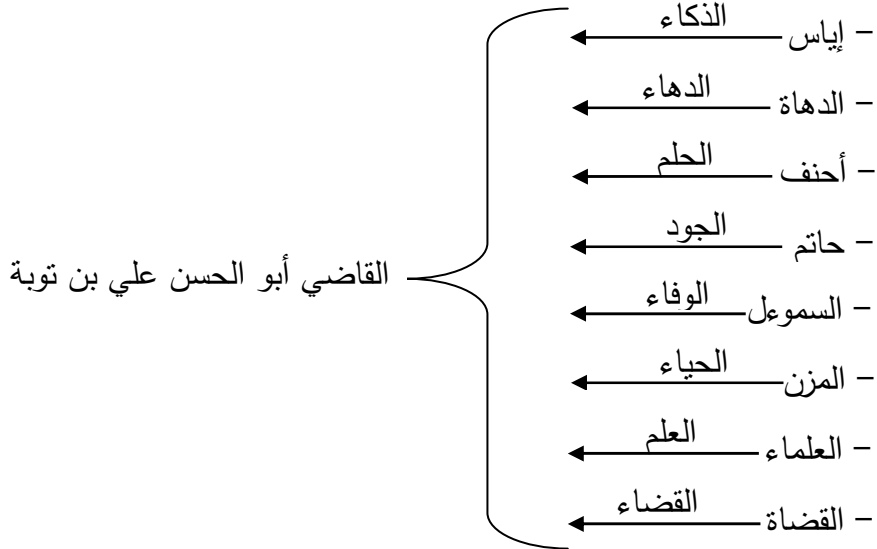 – إياس الذكاء
– الدهاة الدهاء
– أحنف الحلم
– حاتم الجود
القاضي أبو الحسن علي بن توبة
– السموءل الوفاء
– المزن الحياء
– العلماء العلم
– القضاة القضاء